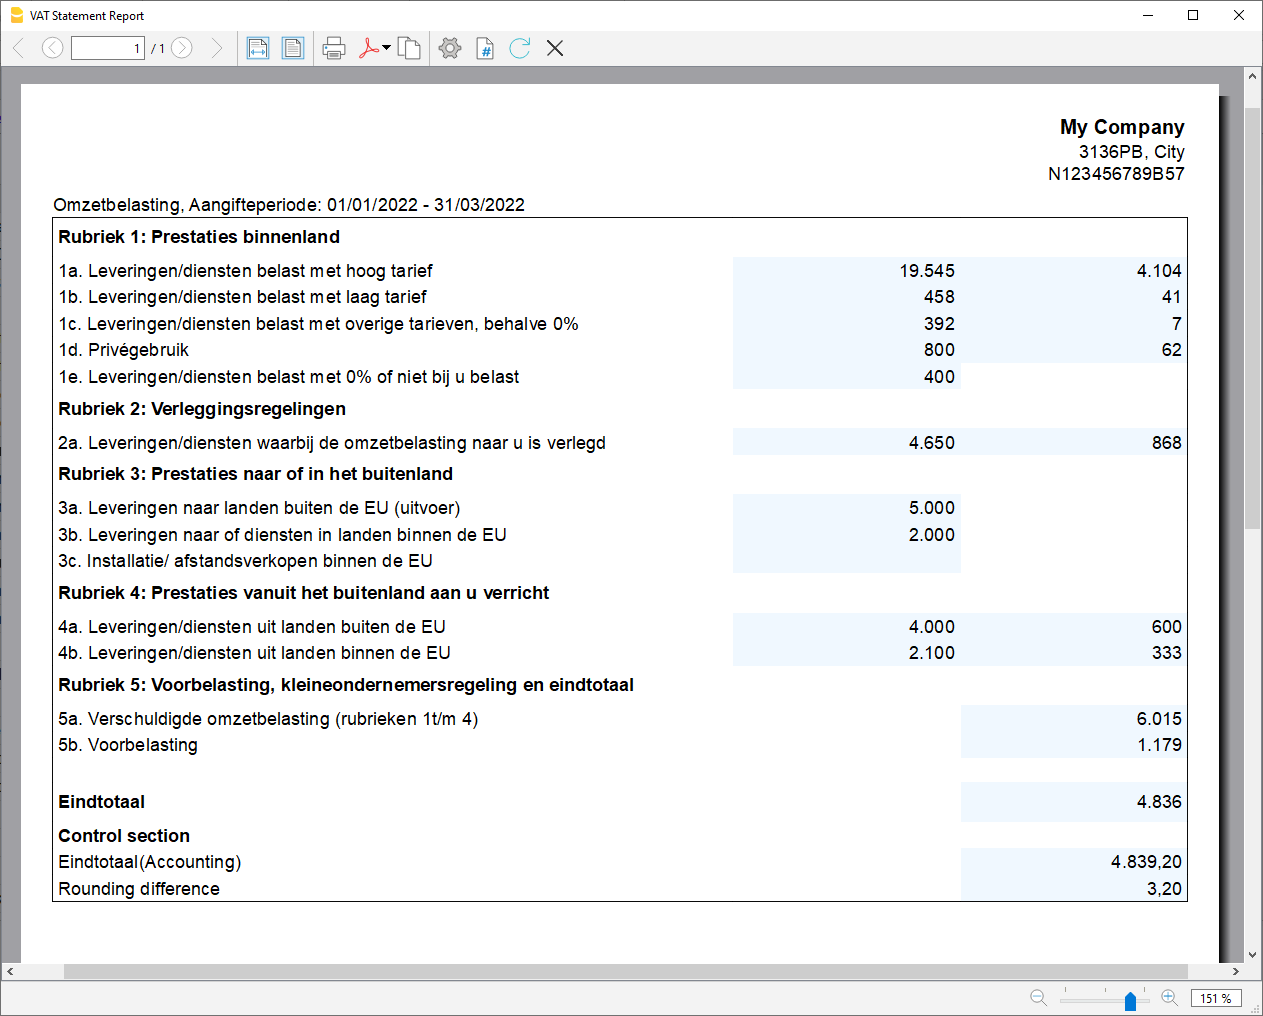 VAT Statement Report
1 / 1
My Company
3136PB, City
N123456789B57
Omzetbelasting, Aangifteperiode: 01/01/2022 - 31/03/2022
Rubriek 1: Prestaties binnenland
1a. Leveringen/diensten belast met hoog tarief 19.545 4.104
1b. Leveringen/diensten belast met laag tarief 458 41
1c. Leveringen/diensten belast met overige tarieven, behalve 0% 392 7
1d. Privégebruik 800 62
1e. Leveringen/diensten belast met 0% of niet bij u belast 400
Rubriek 2: Verleggingsregelingen
2a. Leveringen/diensten waarbij de omzetbelasting naar u is verlegd 4.650 868
Rubriek 3: Prestaties naar of in het buitenland
3a. Leveringen naar landen buiten de EU (uitvoer) 5.000
3b. Leveringen naar of diensten in landen binnen de EU 2.000
3c. Installatie/ afstandsverkopen binnen de EU
Rubriek 4: Prestaties vanuit het buitenland aan u verricht
4a. Leveringen/diensten uit landen buiten de EU 4.000 600
4b. Leveringen/diensten uit landen binnen de EU 2.100 333
Rubriek 5: Voorbelasting, kleineondernemersregeling en eindtotaal
5a. Verschuldigde omzetbelasting (rubrieken 1t/m 4) 6.015
5b. Voorbelasting 1.179
Eindtotaal 4.836
Control section
Eindtotaal(Accounting) 4.839,20
Rounding difference 3,20
151 %